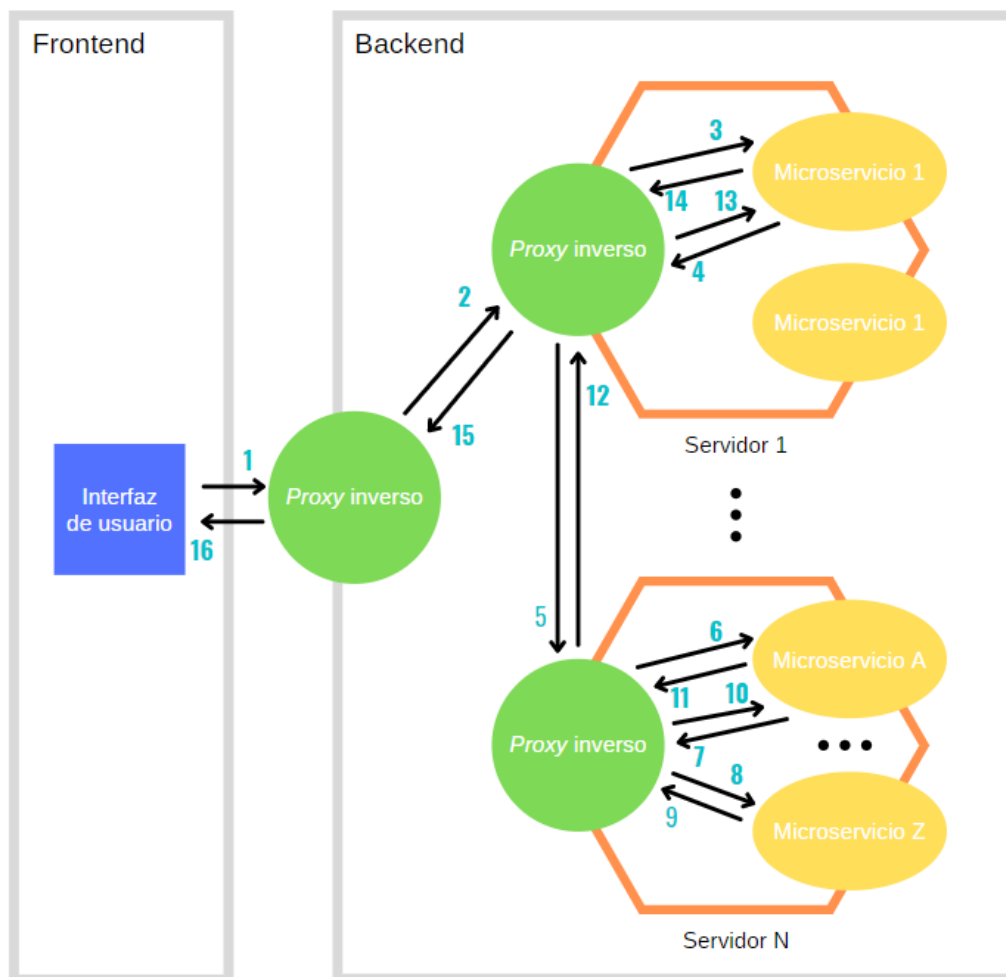 Frontend
Backend
3
Microservicio 1
14
13
Proxy inverso
4
2
Microservicio 1
12
15
Servidor 1
1
Interfaz
de usuario
Proxy inverso
16
5
6
Microservicio A
11
10
Proxy inverso
7
8
9
Microservicio Z
Servidor N